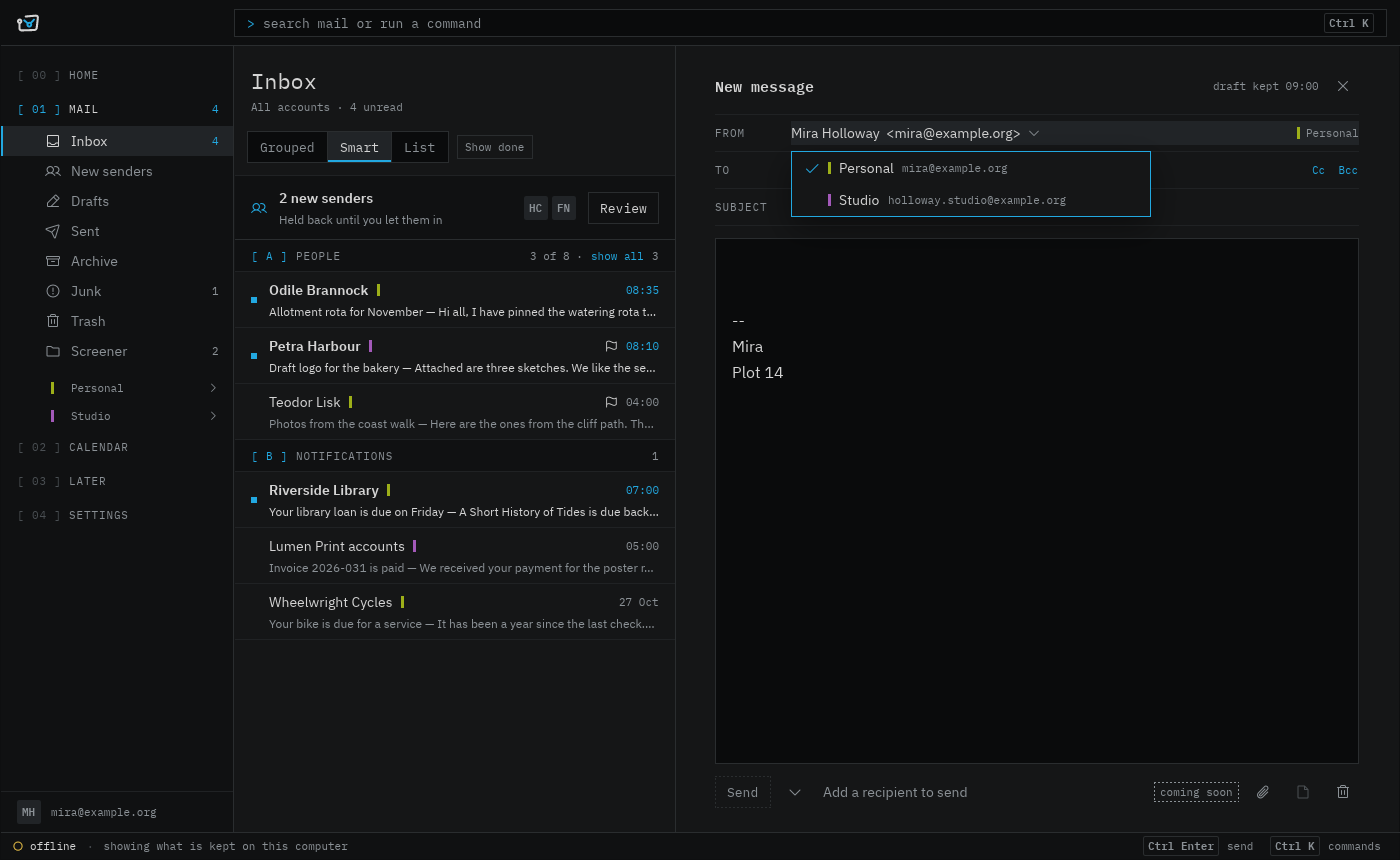 > search mail or run a command
Ctrl K
[ 00 ] HOME
[ 01 ] MAIL 4
Inbox 4
New senders
Drafts
Sent
Archive
Junk 1
Trash
Screener 2
Personal
Studio
[ 02 ] CALENDAR
[ 03 ] LATER
[ 04 ] SETTINGS
MH mira@example.org
Inbox
All accounts · 4 unread
Grouped Smart List Show done
2 new senders
Held back until you let them in
HC FN Review
[ A ] PEOPLE 3 of 8 · show all 3
Odile Brannock 08:35
Allotment rota for November — Hi all, I have pinned the watering rota t…
Petra Harbour 08:10
Draft logo for the bakery — Attached are three sketches. We like the se…
Teodor Lisk 04:00
Photos from the coast walk — Here are the ones from the cliff path. Th…
[ B ] NOTIFICATIONS 1
Riverside Library 07:00
Your library loan is due on Friday — A Short History of Tides is due back…
Lumen Print accounts 05:00
Invoice 2026-031 is paid — We received your payment for the poster r…
Wheelwright Cycles 27 Oct
Your bike is due for a service — It has been a year since the last check.…
New message draft kept 09:00
FROM Mira Holloway <mira@example.org> Personal
TO Cc Bcc
Personal mira@example.org
Studio holloway.studio@example.org
SUBJECT
--
Mira
Plot 14
Send Add a recipient to send coming soon
offline · showing what is kept on this computer
Ctrl Enter send Ctrl K commands